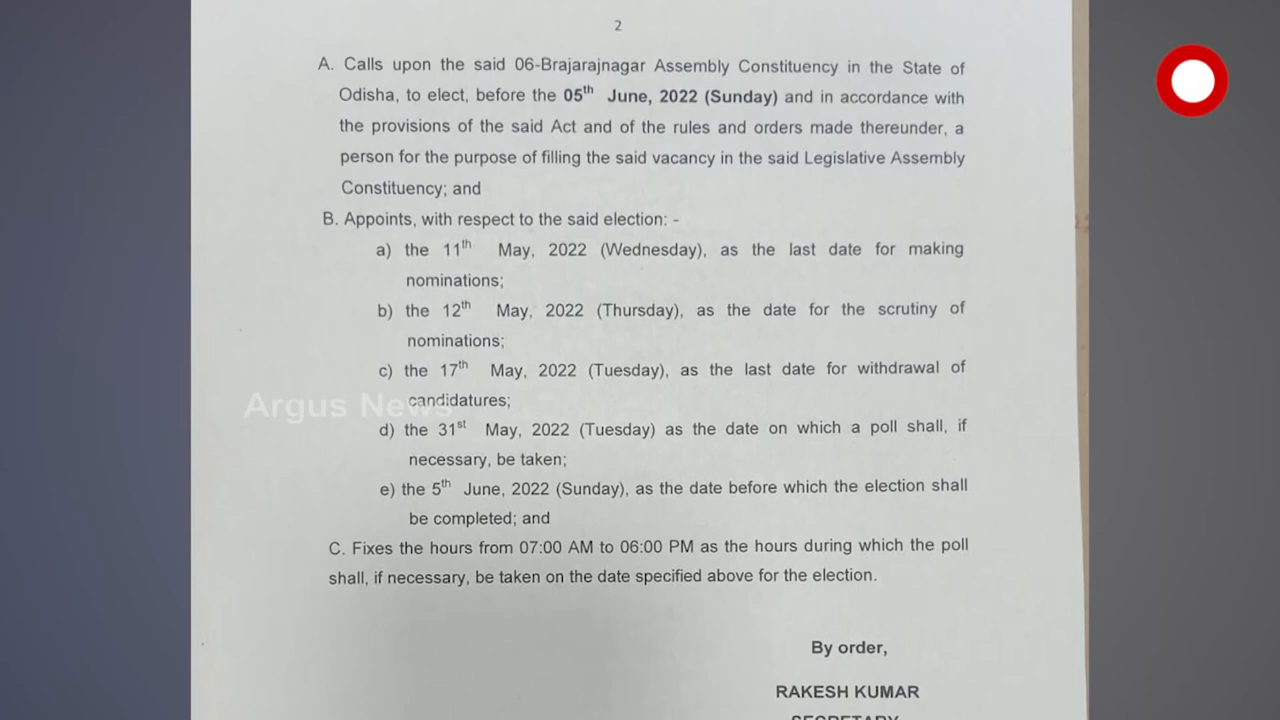 2
A. Calls upon the said 06-Brajarajnagar Assembly Constituency in the State of
Odisha, to elect, before the 05th June, 2022 (Sunday) and in accordance with
the provisions of the said Act and of the rules and orders made thereunder, a
person for the purpose of filling the said vacancy in the said Legislative Assembly
Constituency; and
B. Appoints, with respect to the said election: -
a) the 11th May, 2022 (Wednesday), as the last date for making
nominations;
b) the 12th May, 2022 (Thursday), as the date for the scrutiny of
nominations;
c) the 17th May, 2022 (Tuesday), as the last date for withdrawal of
candidatures;
Argus News
d) the 31st May, 2022 (Tuesday) as the date on which a poll shall, if
necessary, be taken;
e) the 5th June, 2022 (Sunday), as the date before which the election shall
be completed; and
C. Fixes the hours from 07:00 AM to 06:00 PM as the hours during which the poll
shall, if necessary, be taken on the date specified above for the election.
By order,
RAKESH KUMAR
SECRETARY